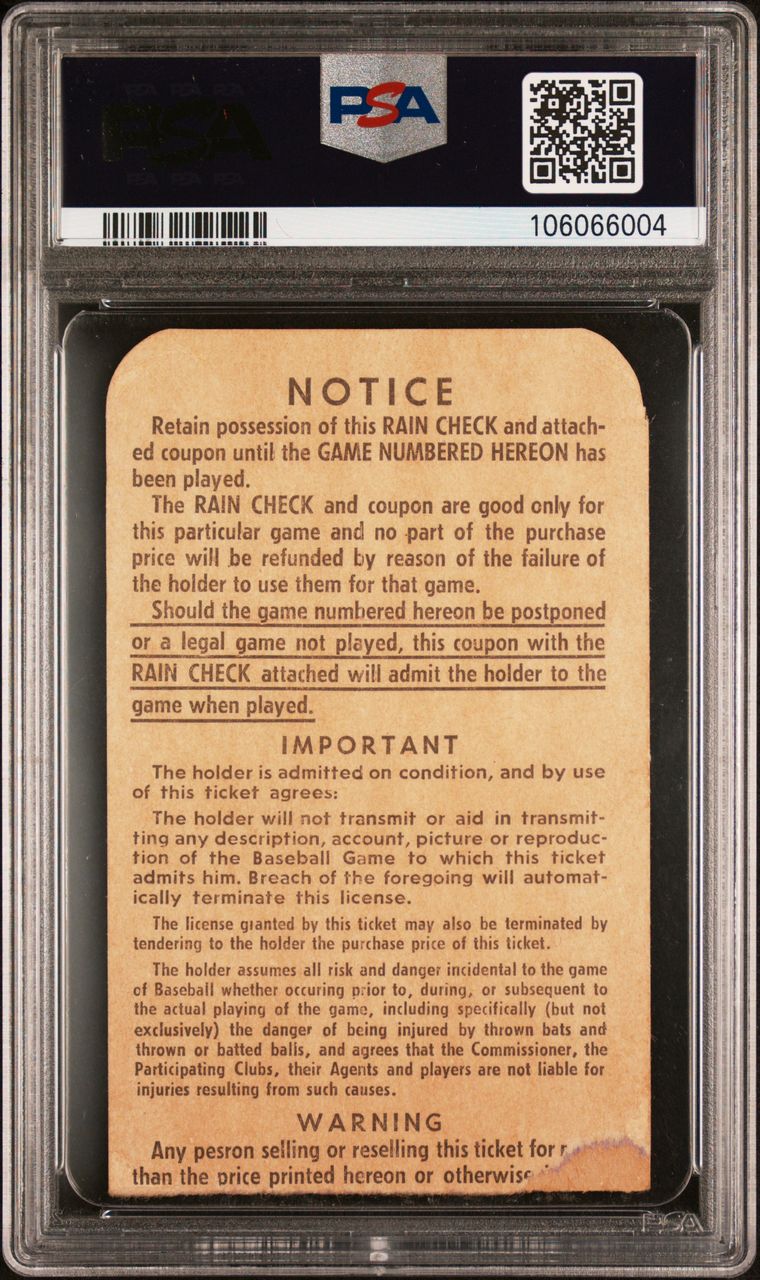 PSA
106066004
NOTICE
Retain possession of this RAIN CHECK and attach-
ed coupon until the GAME NUMBERED HEREON has
been played.
The RAIN CHECK and coupon are good only for
this particular game and no part of the purchase
price will be refunded by reason of the failure of
the holder to use them for that game.
Should the game numbered hereon be postponed
or a legal game not played, this coupon with the
RAIN CHECK attached will admit the holder to the
game when played.
IMPORTANT
The holder is admitted on condition, and by use
of this ticket agrees:
The holder will not transmit or aid in transmit-
ting any description, account, picture or reproduc-
tion of the Baseball Game to which this ticket
admits him. Breach of the foregoing will automat-
ically terminate this license.
The license granted by this ticket may also be terminated by
tendering to the holder the purchase price of this ticket.
The holder assumes all risk and danger incidental to the game
of Baseball whether occuring prior to, during, or subsequent to
the actual playing of the game, including specifically (but not
exclusively) the danger of being injured by thrown bats and
thrown or batted balls, and agrees that the Commissioner, the
Participating Clubs, their Agents and players are not liable for
injuries resulting from such causes.
WARNING
Any pesron selling or reselling this ticket for
than the price printed hereon or otherwise
PSA